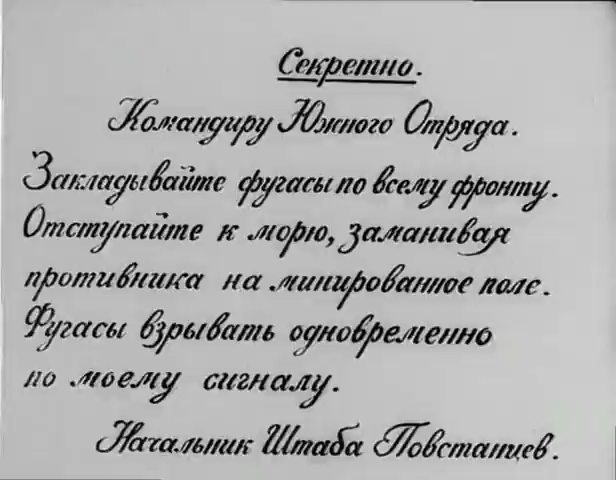 Секретно.
Командиру Южного Отряда.
Закладывайте фугасы по всему фронту.
Отступайте к морю, заманивая
противника на минированное поле.
Фугасы взрывать одновременно
по моему сигналу.
Начальник Штаба Повстанцев.